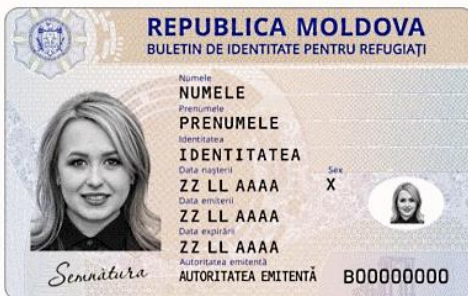 REPUBLICA MOLDOVA
BULETIN DE IDENTITATE PENTRU REFUGIAȚI
Numele
NUMELE
Prenumele
PRENUMELE
Identitatea
IDENTITATEA
Data nașterii Sex
ZZ LL AAAA X
Data emiterii
ZZ LL AAAA
Data expirării
ZZ LL AAAA
Autoritatea emitentă
Semnătura AUTORITATEA EMITENTĂ B00000000